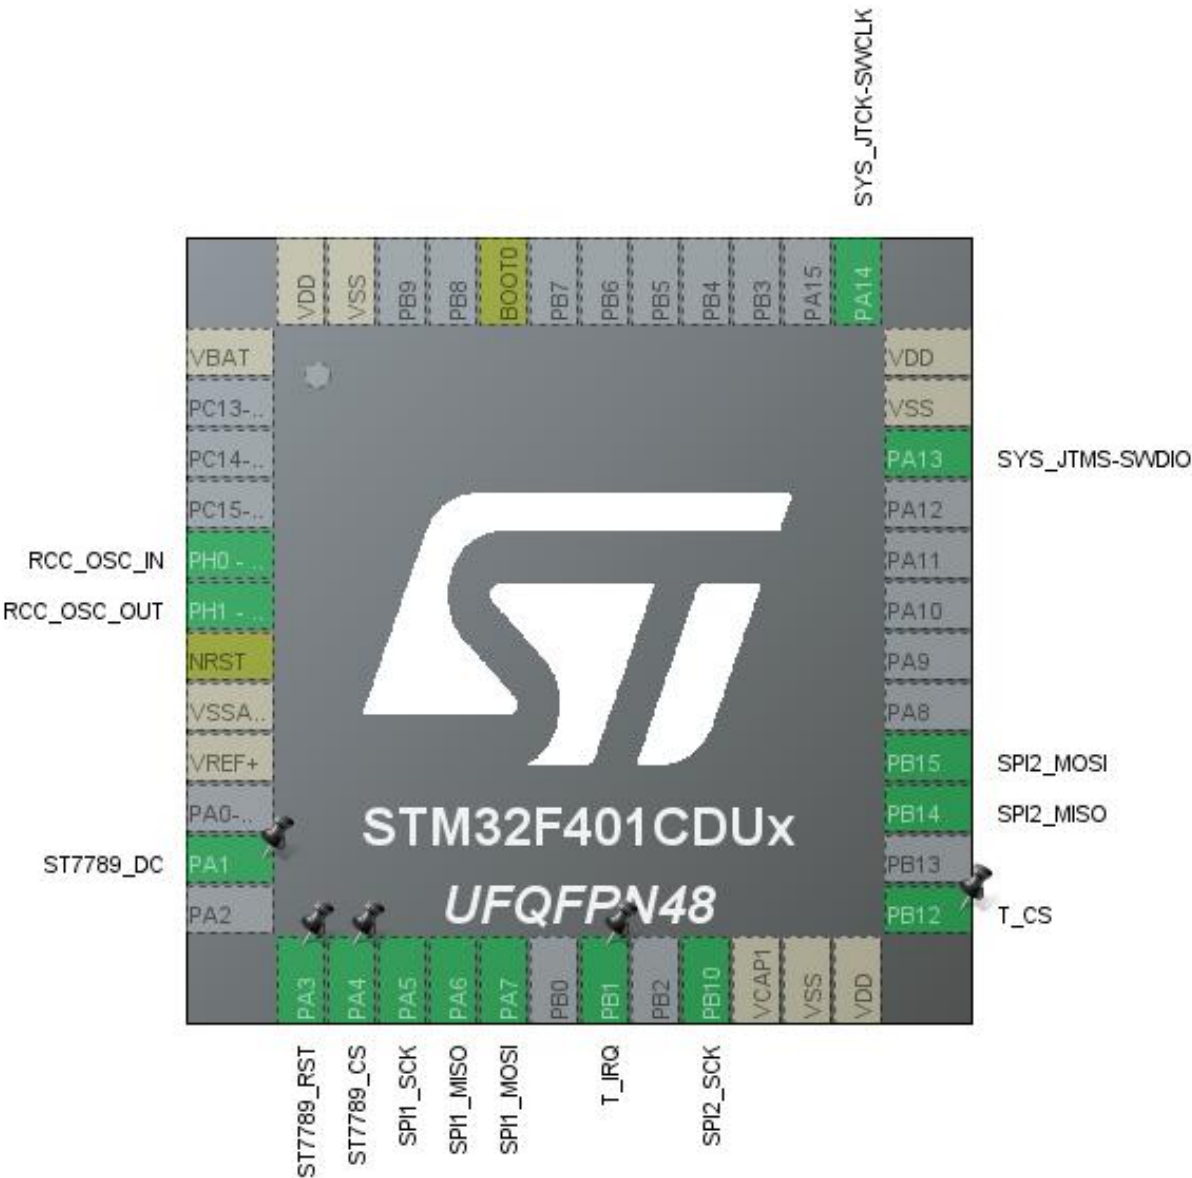 SYS_JTCK-SWCLK
VDD
VSS
PB9
PB8
BOOT0
PB7
PB6
PB5
PB4
PB3
PA15
PA14
VBAT
PC13-..
PC14-..
PC15-..
RCC_OSC_IN
PH0 - ..
RCC_OSC_OUT
PH1 - ..
NRST
VSSA..
VREF+
PA0-..
ST7789_DC
PA1
PA2
VDD
VSS
PA13
SYS_JTMS-SWDIO
PA12
PA11
PA10
PA9
PA8
PB15
SPI2_MOSI
PB14
SPI2_MISO
PB13
PB12
T_CS
STM32F401CDUx
UFQFPN48
PA3
PA4
PA5
PA6
PA7
PB0
PB1
PB2
PB10
VCAP1
VSS
VDD
ST7789_RST
ST7789_CS
SPI1_SCK
SPI1_MISO
SPI1_MOSI
T_IRQ
SPI2_SCK